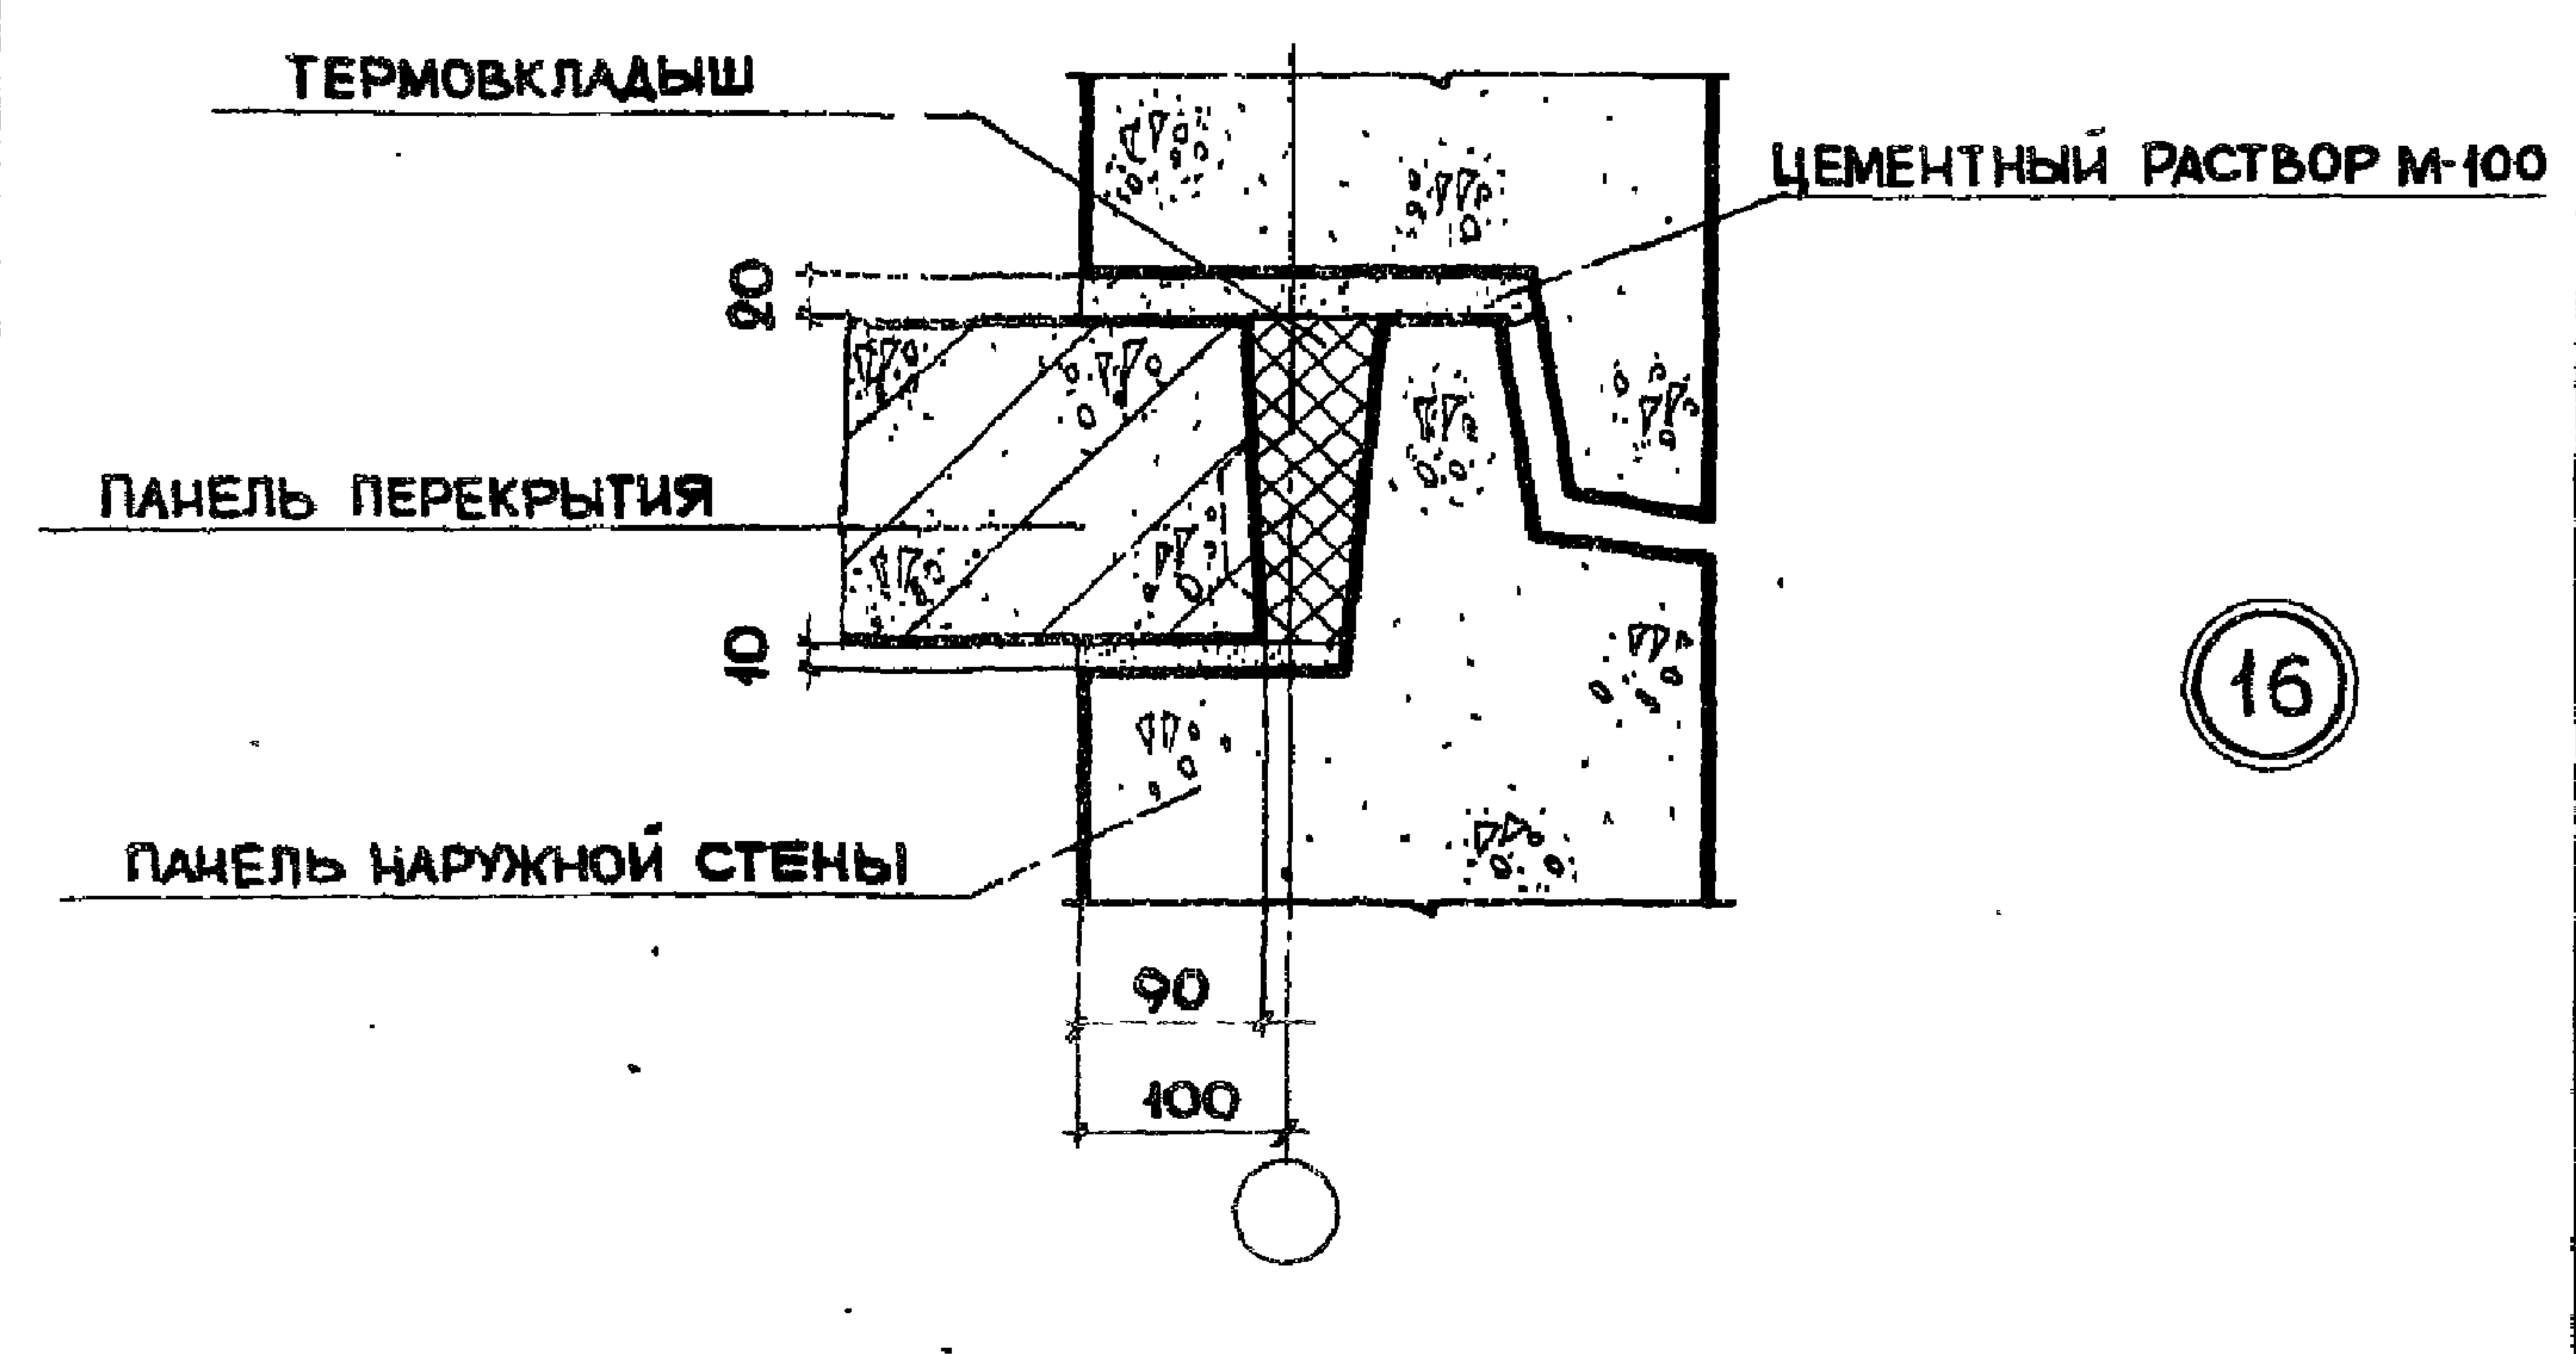 ТЕРМОВКЛАДЫШ
ЦЕМЕНТНЫЙ РАСТВОР М-100
20
ПАНЕЛЬ ПЕРЕКРЫТИЯ
10
16
ПАНЕЛЬ НАРУЖНОЙ СТЕНЫ
90
100